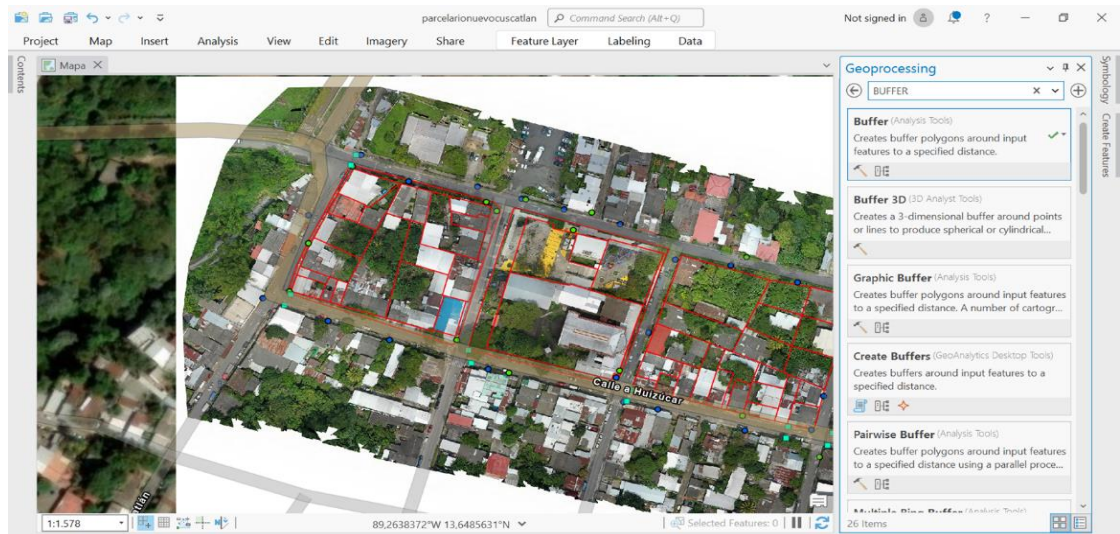 parcelarionuevocuscatlan
Command Search (Alt+Q)
Not signed in
?
Project Map Insert Analysis View Edit Imagery Share Feature Layer Labeling Data
Contents
Mapa
Calle a Huizúcar
tlán
1:1.578
89,2638372°W 13,6485631°N
Selected Features: 0
Geoprocessing
BUFFER
Buffer (Analysis Tools)
Creates buffer polygons around input
features to a specified distance.
Buffer 3D (3D Analyst Tools)
Creates a 3-dimensional buffer around points
or lines to produce spherical or cylindrical...
Graphic Buffer (Analysis Tools)
Creates buffer polygons around input features
to a specified distance. A number of cartogr...
Create Buffers (GeoAnalytics Desktop Tools)
Creates buffers around input features to a
specified distance.
Pairwise Buffer (Analysis Tools)
Creates buffer polygons around input features
to a specified distance using a parallel proce...
Multiple Ring Buffer (Analysis Tools)
26 Items
Symbology
Create Features